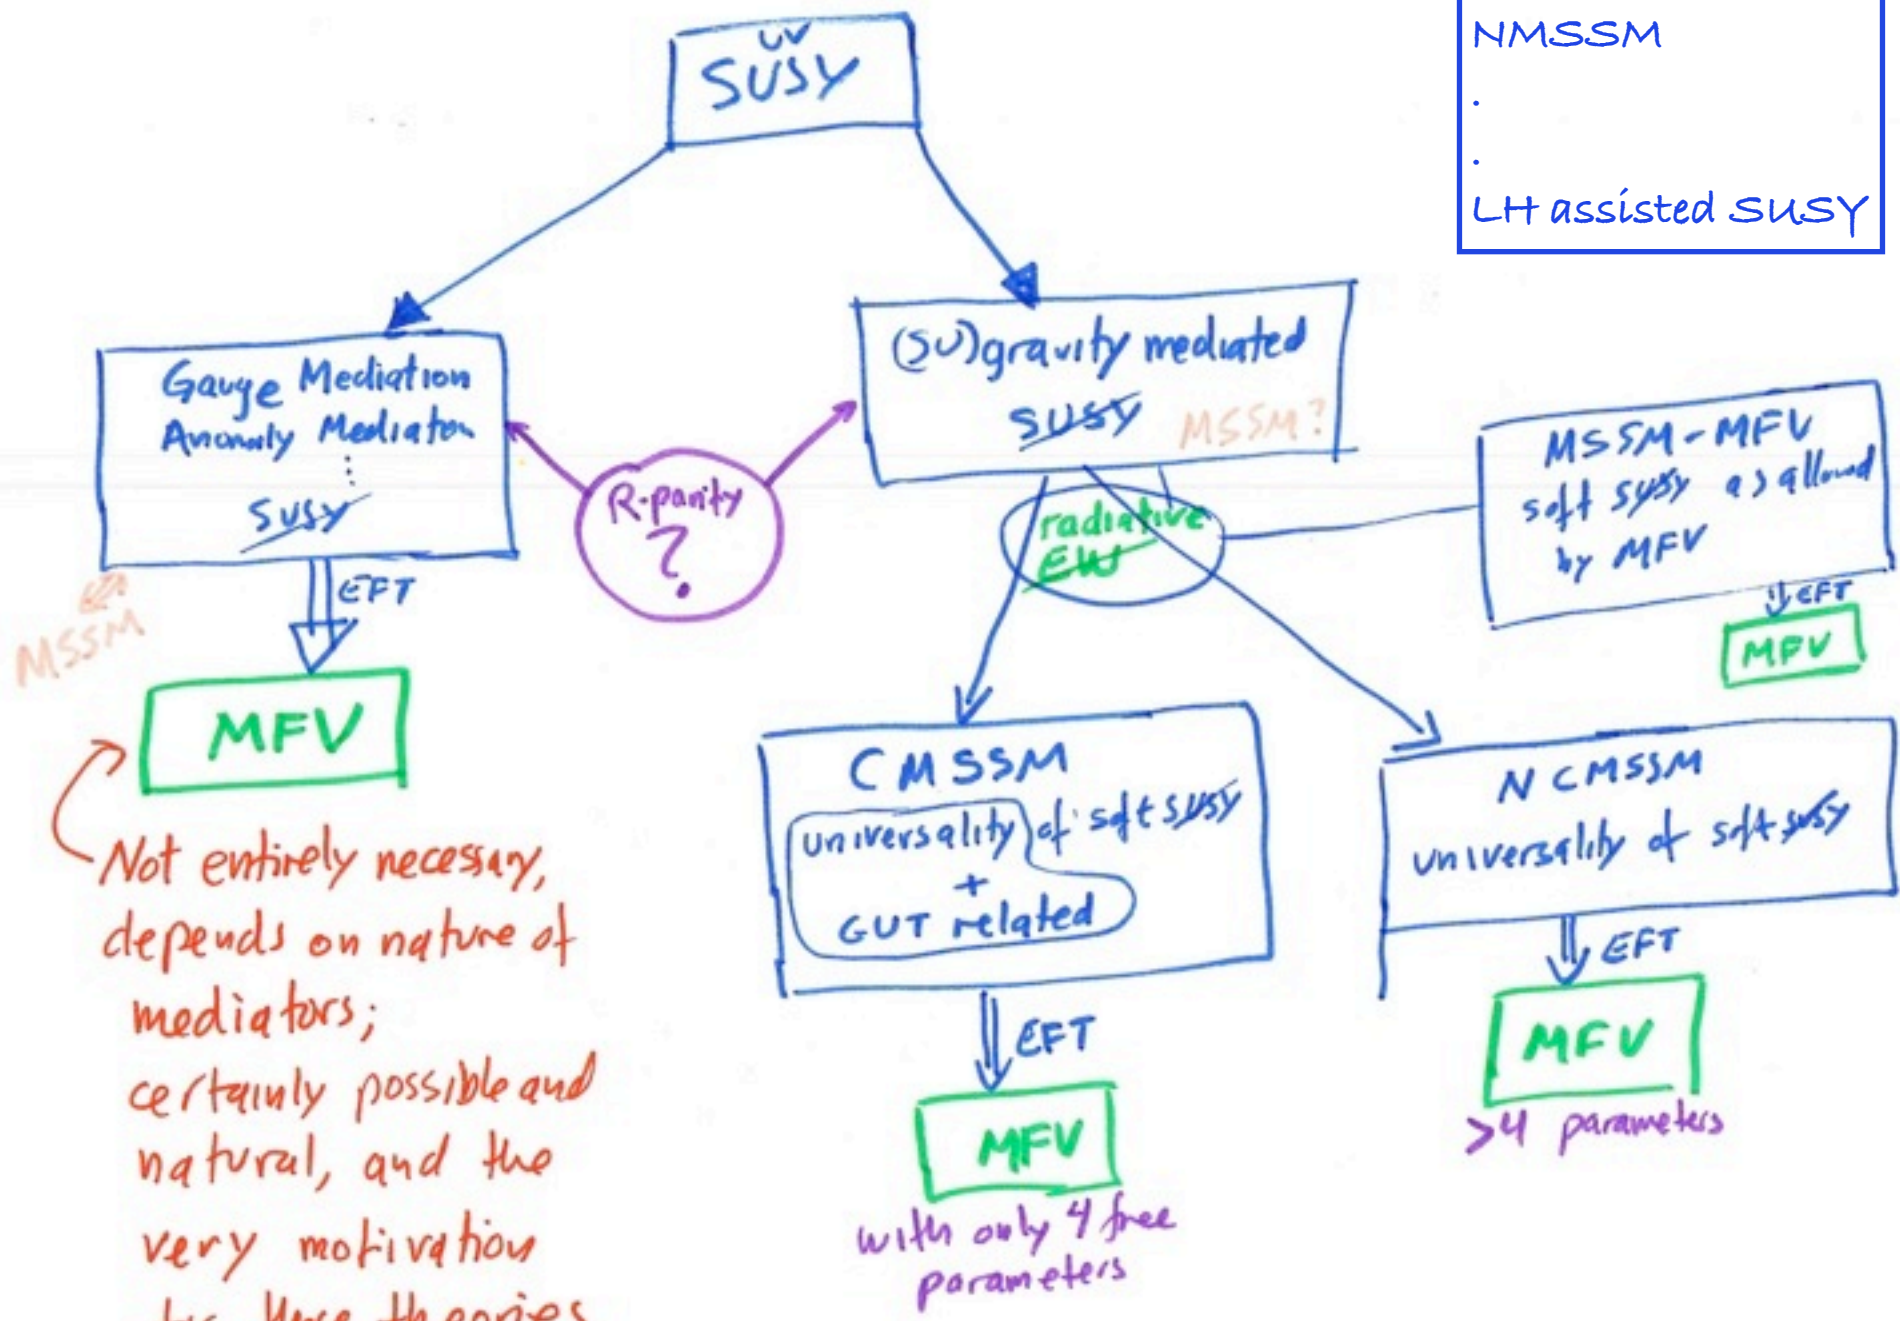 UV
SUSY
NMSSM
.
.
LH assisted SUSY
Gauge Mediation
Anomaly Mediaton
⋮
SUSY
(SU)gravity mediated
SUSY MSSM?
R-parity
?
radiative
EW
MSSM-MFV
soft SUSY as allowed
by MFV
EFT
MFV
EFT
MSSM
MFV
Not entirely necessary,
depends on nature of
mediators;
certainly possible and
natural, and the
very motivation
these theories
CMSSM
universality of soft SUSY
+
GUT related
EFT
MFV
with only 4 free
parameters
NCMSSM
universality of soft SUSY
EFT
MFV
>4 parameters